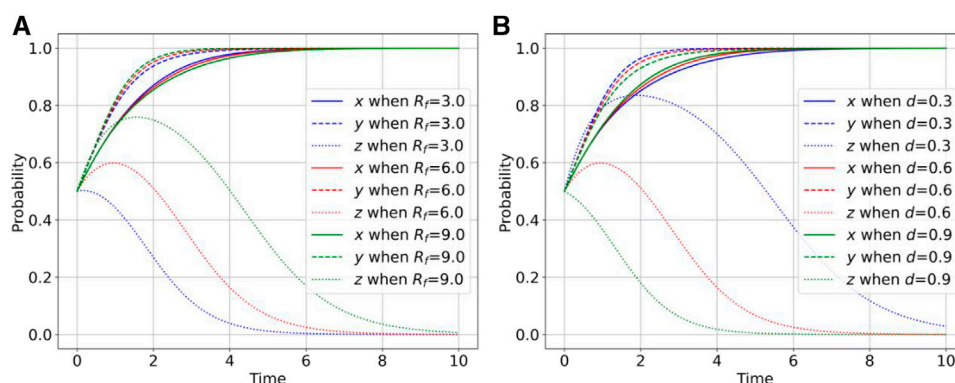 A
Probability
1.0
0.8
0.6
0.4
0.2
0.0
x when R_f=3.0
y when R_f=3.0
z when R_f=3.0
x when R_f=6.0
y when R_f=6.0
z when R_f=6.0
x when R_f=9.0
y when R_f=9.0
z when R_f=9.0
0 2 4 6 8 10
Time
B
Probability
1.0
0.8
0.6
0.4
0.2
0.0
x when d=0.3
y when d=0.3
z when d=0.3
x when d=0.6
y when d=0.6
z when d=0.6
x when d=0.9
y when d=0.9
z when d=0.9
0 2 4 6 8 10
Time